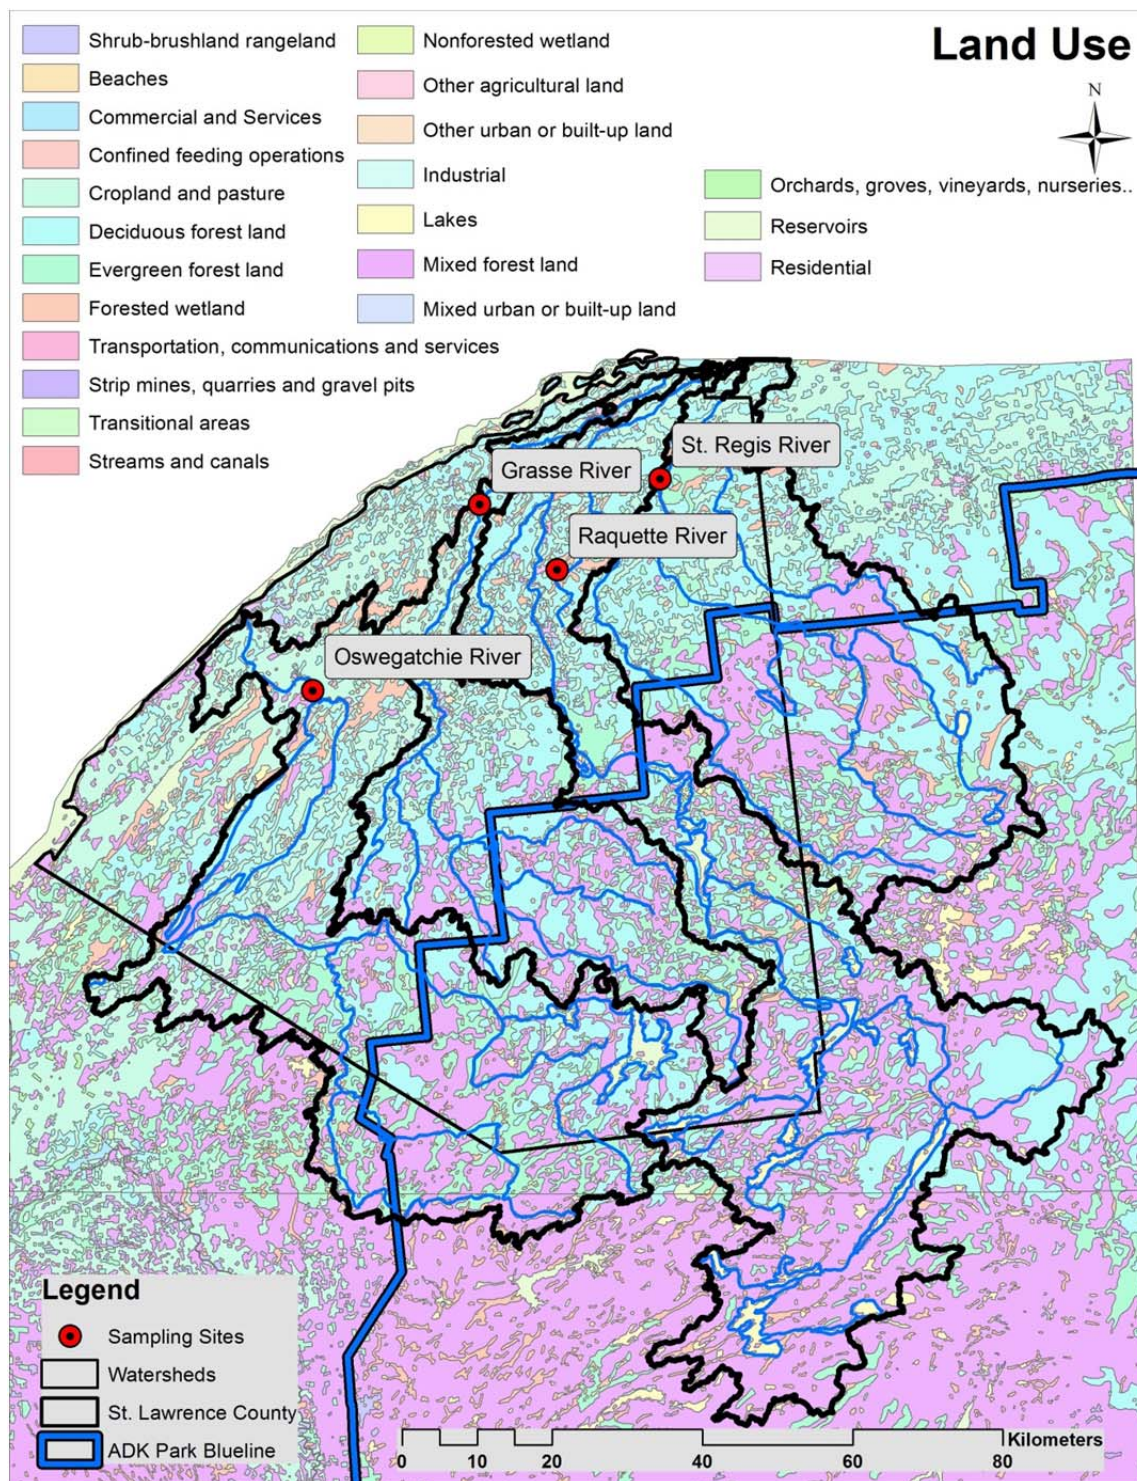 Land Use
N
Shrub-brushland rangeland
Beaches
Commercial and Services
Confined feeding operations
Cropland and pasture
Deciduous forest land
Evergreen forest land
Forested wetland
Transportation, communications and services
Strip mines, quarries and gravel pits
Transitional areas
Streams and canals
Nonforested wetland
Other agricultural land
Other urban or built-up land
Industrial
Lakes
Mixed forest land
Mixed urban or built-up land
Orchards, groves, vineyards, nurseries..
Reservoirs
Residential
St. Regis River
Grasse River
Raquette River
Oswegatchie River
Legend
Sampling Sites
Watersheds
St. Lawrence County
ADK Park Blueline
Kilometers
0 10 20 40 60 80